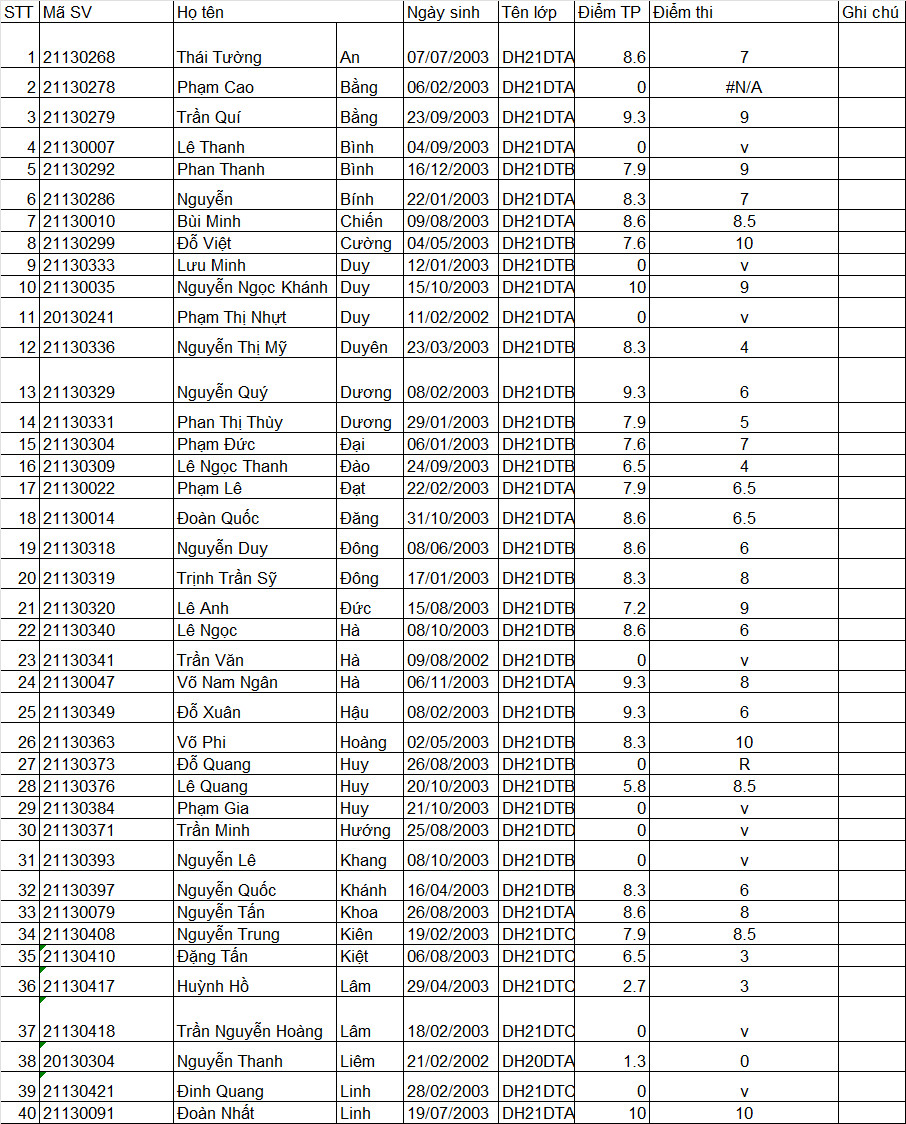 STT Mã SV Họ tên Ngày sinh Tên lớp Điểm TP Điểm thi Ghi chú
1 21130268 Thái Tường An 07/07/2003 DH21DTA 8.6 7
2 21130278 Phạm Cao Bằng 06/02/2003 DH21DTA 0 #N/A
3 21130279 Trần Quí Bằng 23/09/2003 DH21DTA 9.3 9
4 21130007 Lê Thanh Bình 04/09/2003 DH21DTA 0 v
5 21130292 Phan Thanh Bình 16/12/2003 DH21DTB 7.9 9
6 21130286 Nguyễn Bính 22/01/2003 DH21DTA 8.3 7
7 21130010 Bùi Minh Chiến 09/08/2003 DH21DTA 8.6 8.5
8 21130299 Đỗ Việt Cường 04/05/2003 DH21DTB 7.6 10
9 21130333 Lưu Minh Duy 12/01/2003 DH21DTB 0 v
10 21130035 Nguyễn Ngọc Khánh Duy 15/10/2003 DH21DTA 10 9
11 20130241 Phạm Thị Nhựt Duy 11/02/2002 DH21DTA 0 v
12 21130336 Nguyễn Thị Mỹ Duyên 23/03/2003 DH21DTB 8.3 4
13 21130329 Nguyễn Quý Dương 08/02/2003 DH21DTB 9.3 6
14 21130331 Phan Thị Thùy Dương 29/01/2003 DH21DTB 7.9 5
15 21130304 Phạm Đức Đại 06/01/2003 DH21DTB 7.6 7
16 21130309 Lê Ngọc Thanh Đào 24/09/2003 DH21DTB 6.5 4
17 21130022 Phạm Lê Đạt 22/02/2003 DH21DTA 7.9 6.5
18 21130014 Đoàn Quốc Đăng 31/10/2003 DH21DTA 8.6 6.5
19 21130318 Nguyễn Duy Đông 08/06/2003 DH21DTB 8.6 6
20 21130319 Trịnh Trần Sỹ Đông 17/01/2003 DH21DTB 8.3 8
21 21130320 Lê Anh Đức 15/08/2003 DH21DTB 7.2 9
22 21130340 Lê Ngọc Hà 08/10/2003 DH21DTB 8.6 6
23 21130341 Trần Văn Hà 09/08/2002 DH21DTB 0 v
24 21130047 Võ Nam Ngân Hà 06/11/2003 DH21DTA 9.3 8
25 21130349 Đỗ Xuân Hậu 08/02/2003 DH21DTB 9.3 6
26 21130363 Võ Phi Hoàng 02/05/2003 DH21DTB 8.3 10
27 21130373 Đỗ Quang Huy 26/08/2003 DH21DTB 0 R
28 21130376 Lê Quang Huy 20/10/2003 DH21DTB 5.8 8.5
29 21130384 Phạm Gia Huy 21/10/2003 DH21DTB 0 v
30 21130371 Trần Minh Hướng 25/08/2003 DH21DTD 0 v
31 21130393 Nguyễn Lê Khang 08/10/2003 DH21DTB 0 v
32 21130397 Nguyễn Quốc Khánh 16/04/2003 DH21DTB 8.3 6
33 21130079 Nguyễn Tấn Khoa 26/08/2003 DH21DTA 8.6 8
34 21130408 Nguyễn Trung Kiên 19/02/2003 DH21DTC 7.9 8.5
35 21130410 Đặng Tấn Kiệt 06/08/2003 DH21DTC 6.5 3
36 21130417 Huỳnh Hồ Lâm 29/04/2003 DH21DTC 2.7 3
37 21130418 Trần Nguyễn Hoàng Lâm 18/02/2003 DH21DTC 0 v
38 20130304 Nguyễn Thanh Liêm 21/02/2002 DH20DTA 1.3 0
39 21130421 Đinh Quang Linh 28/02/2003 DH21DTC 0 v
40 21130091 Đoàn Nhất Linh 19/07/2003 DH21DTA 10 10